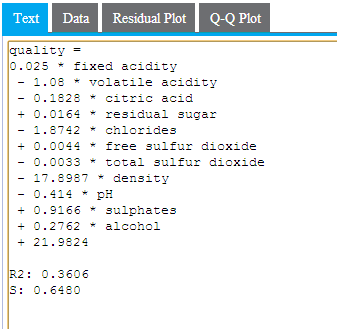 Text Data Residual Plot Q-Q Plot
quality =
0.025 * fixed acidity
- 1.08 * volatile acidity
- 0.1828 * citric acid
+ 0.0164 * residual sugar
- 1.8742 * chlorides
+ 0.0044 * free sulfur dioxide
- 0.0033 * total sulfur dioxide
- 17.8987 * density
- 0.414 * pH
+ 0.9166 * sulphates
+ 0.2762 * alcohol
+ 21.9824
R2: 0.3606
S: 0.6480